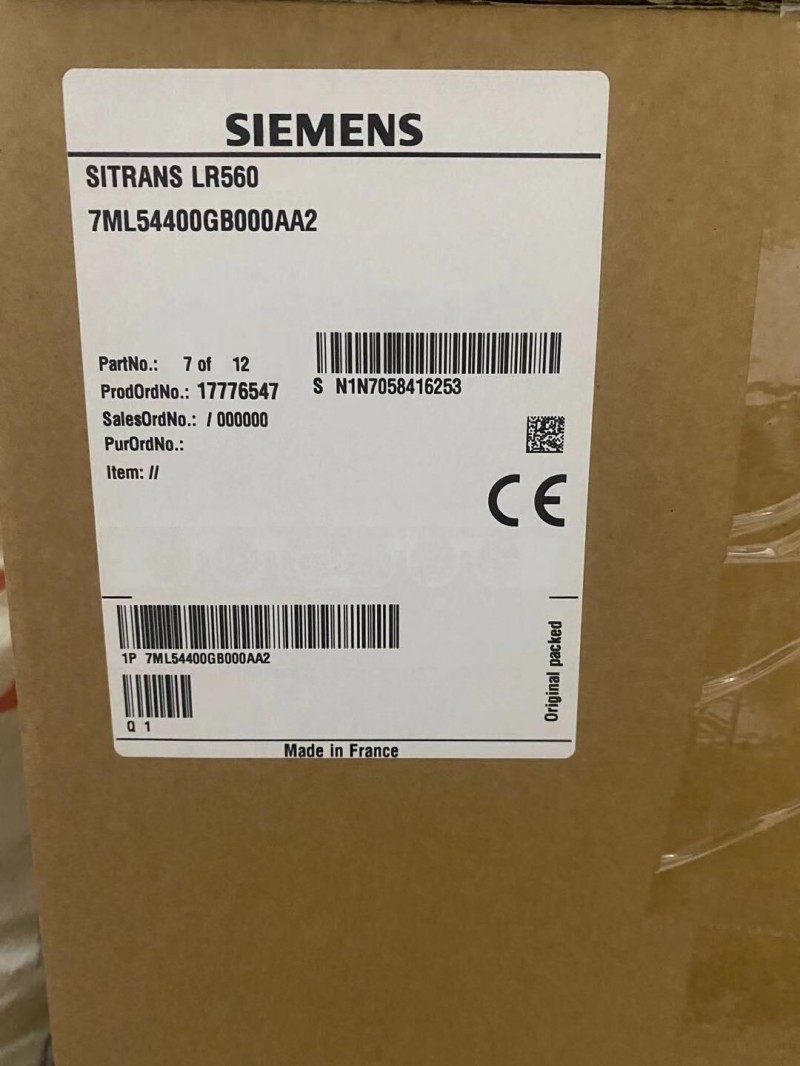 SIEMENS
SITRANS LR560
7ML54400GB000AA2
PartNo.: 7 of 12
ProdOrdNo.: 17776547
S N1N7058416253
SalesOrdNo.: / 000000
PurOrdNo.:
Item: //
CE
1P 7ML54400GB000AA2
Q 1
Original packed
Made in France